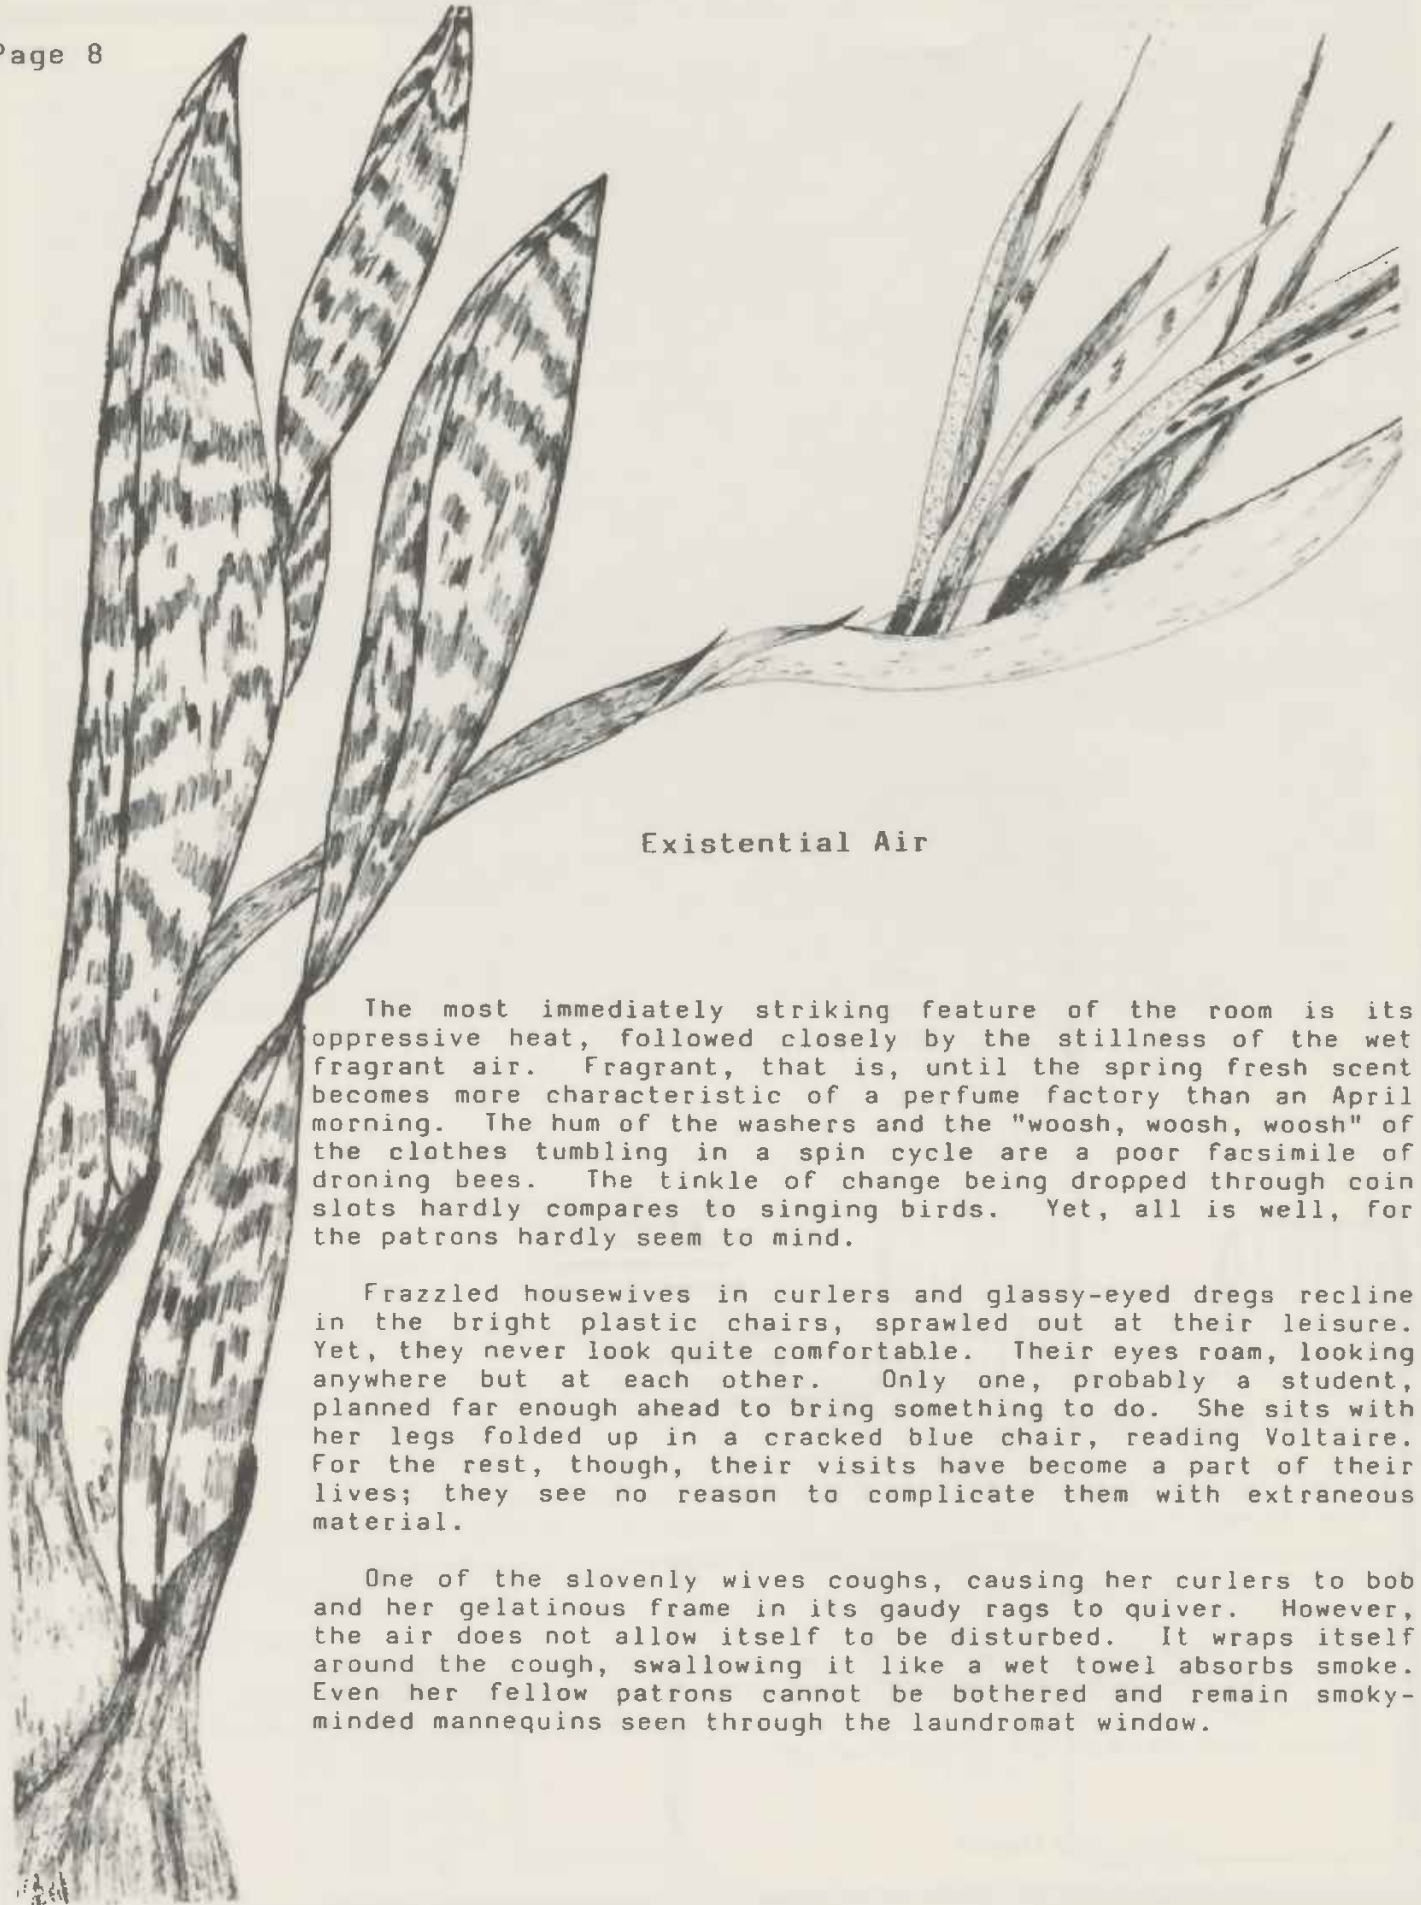 Page 8
Existential Air
The most immediately striking feature of the room is its
oppressive heat, followed closely by the stillness of the wet
fragrant air. Fragrant, that is, until the spring fresh scent
becomes more characteristic of a perfume factory than an April
morning. The hum of the washers and the "woosh, woosh, woosh" of
the clothes tumbling in a spin cycle are a poor facsimile of
droning bees. The tinkle of change being dropped through coin
slots hardly compares to singing birds. Yet, all is well, for
the patrons hardly seem to mind.
Frazzled housewives in curlers and glassy-eyed dregs recline
in the bright plastic chairs, sprawled out at their leisure.
Yet, they never look quite comfortable. Their eyes roam, looking
anywhere but at each other. Only one, probably a student,
planned far enough ahead to bring something to do. She sits with
her legs folded up in a cracked blue chair, reading Voltaire.
For the rest, though, their visits have become a part of their
lives; they see no reason to complicate them with extraneous
material.
One of the slovenly wives coughs, causing her curlers to bob
and her gelatinous frame in its gaudy rags to quiver. However,
the air does not allow itself to be disturbed. It wraps itself
around the cough, swallowing it like a wet towel absorbs smoke.
Even her fellow patrons cannot be bothered and remain smoky-
minded mannequins seen through the laundromat window.